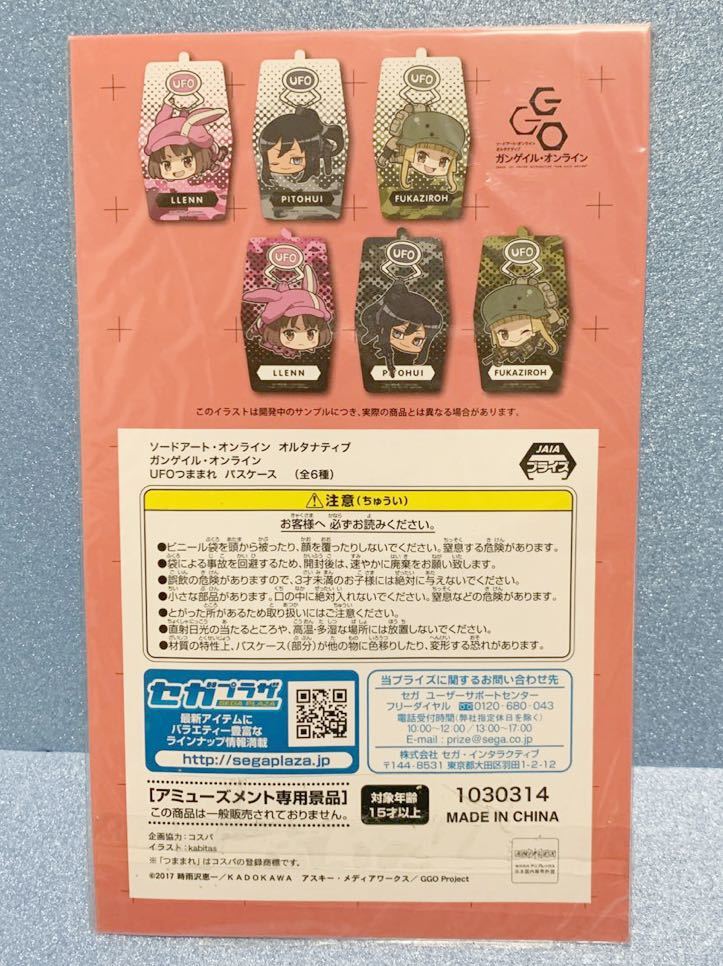 UFO
UFO
UFO
LLENN
PITOHUI
FUKAZIROH
GGO
ソードアート・オンライン
オルタナティブ
ガンゲイル・オンライン
UFO
UFO
UFO
LLENN
PITOHUI
FUKAZIROH
このイラストは開発中のサンプルにつき、実際の商品とは異なる場合があります。
ソードアート・オンライン オルタナティブ
ガンゲイル・オンライン
UFOつままれ パスケース (全6種)
JAIA
プライズ
注意(ちゅうい)
お客様へ 必ずお読みください。
●ビニール袋を頭から被ったり、顔を覆ったりしないでください。窒息する危険があります。
●袋による事故を回避するため、開封後は、速やかに廃棄をお願い致します。
●誤飲の危険がありますので、3才未満のお子様には絶対に与えないでください。
●小さな部品があります。口の中に絶対入れないでください。窒息などの危険があります。
●とがった所があるため取り扱いにはご注意ください。
●直射日光の当たるところや、高温・多湿な場所には放置しないでください。
●材質の特性上、パスケース(部分)が他の物に色移りしたり、変形する恐れがあります。
セガプラザ
SEGA PLAZA
最新アイテムに
バラエティー豊富な
ラインナップ情報満載
http://segaplaza.jp
当プライズに関するお問い合わせ先
セガ ユーザーサポートセンター
フリーダイヤル 0120-680-043
電話受付時間(弊社指定休日を除く)
10:00~12:00/13:00~17:00
E-mail : prize@sega.co.jp
株式会社 セガ・インタラクティブ
〒144-8531 東京都大田区羽田1-2-12
[アミューズメント専用景品]
この商品は一般販売されておりません。
対象年齢
15才以上
1030314
MADE IN CHINA
企画協力:コスパ
イラスト:kabitas
※「つままれ」はコスパの登録商標です。
©2017 時雨沢恵一/KADOKAWA アスキー・メディアワークス/GGO Project